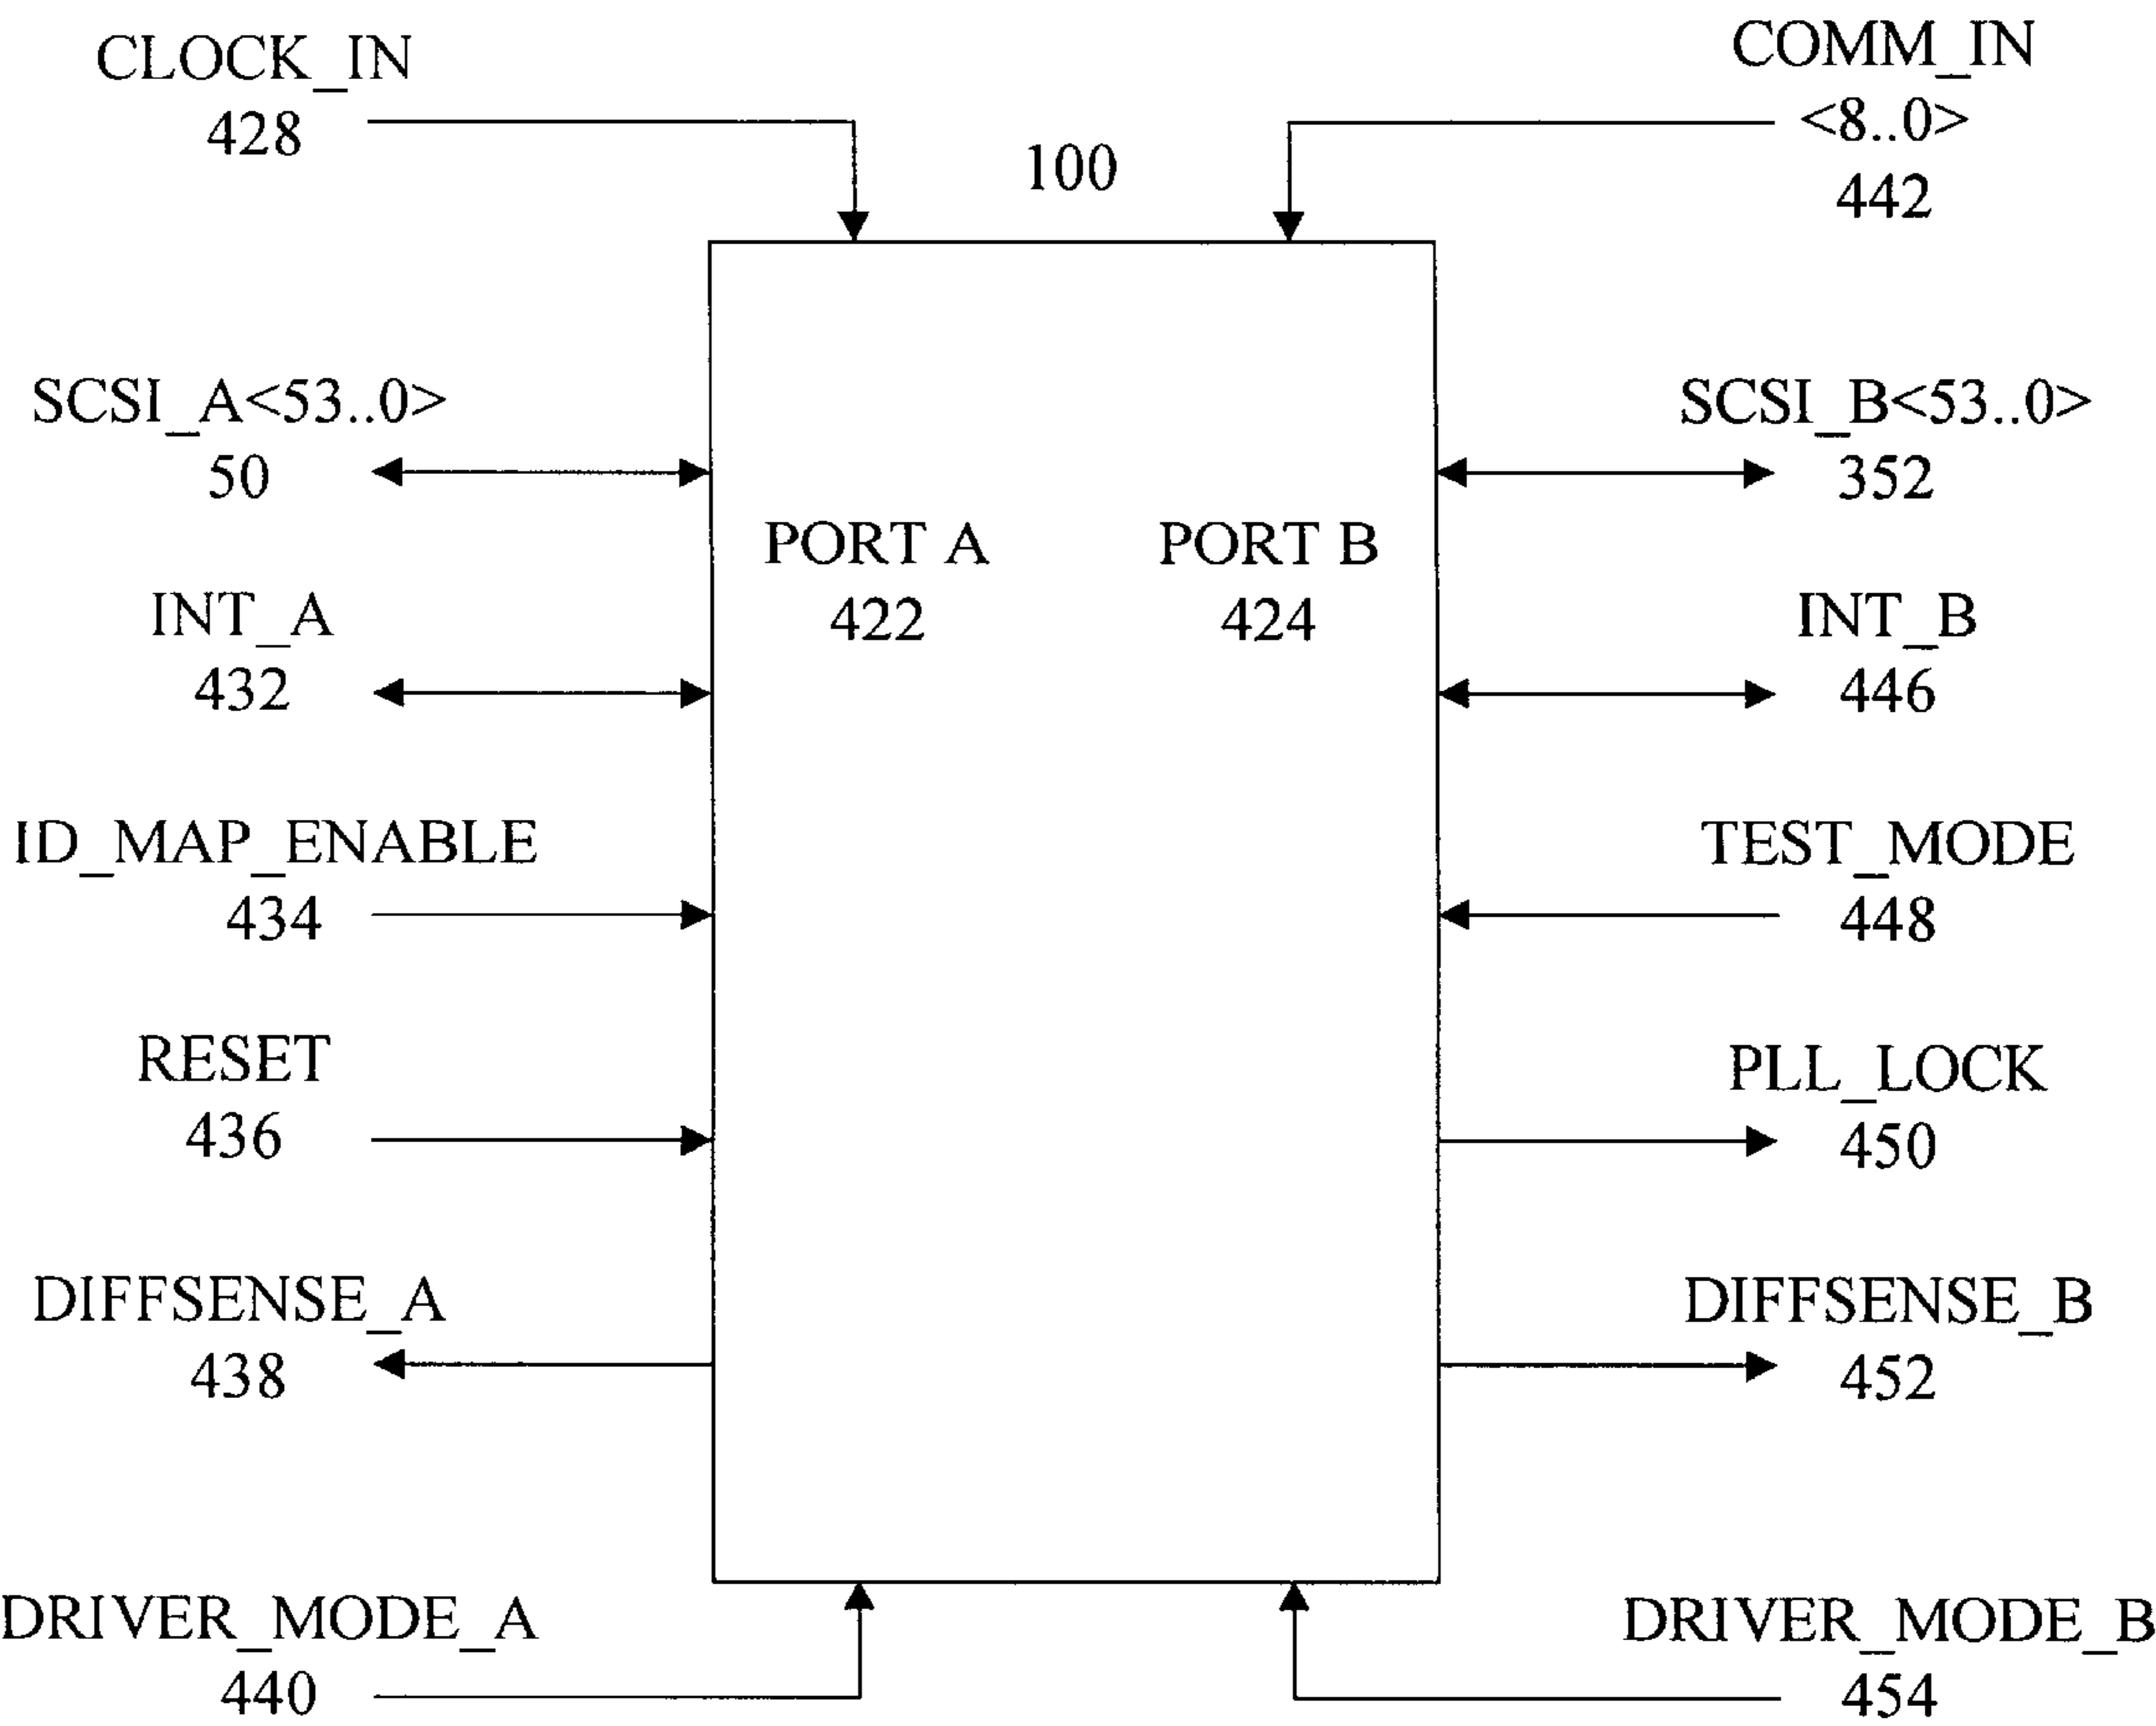 CLOCK_IN
428
COMM_IN
<8..0>
442
100
SCSI_A<53..0>
50
SCSI_B<53..0>
352
PORT A
422
PORT B
424
INT_A
432
INT_B
446
ID_MAP_ENABLE
434
TEST_MODE
448
RESET
436
PLL_LOCK
450
DIFFSENSE_A
438
DIFFSENSE_B
452
DRIVER_MODE_A
440
DRIVER_MODE_B
454